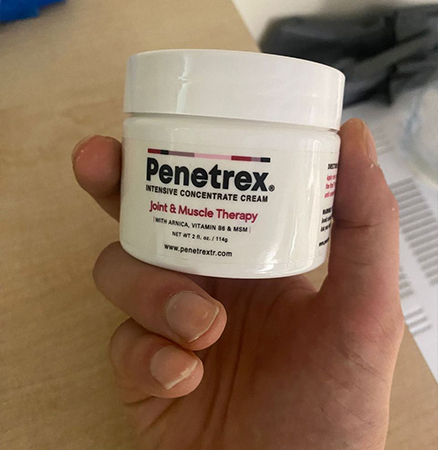 Penetrex®
INTENSIVE CONCENTRATE CREAM
Joint & Muscle Therapy
WITH ARNICA, VITAMIN B6 & MSM
NET WT 2 fl. oz. / 114g
www.penetrextr.com